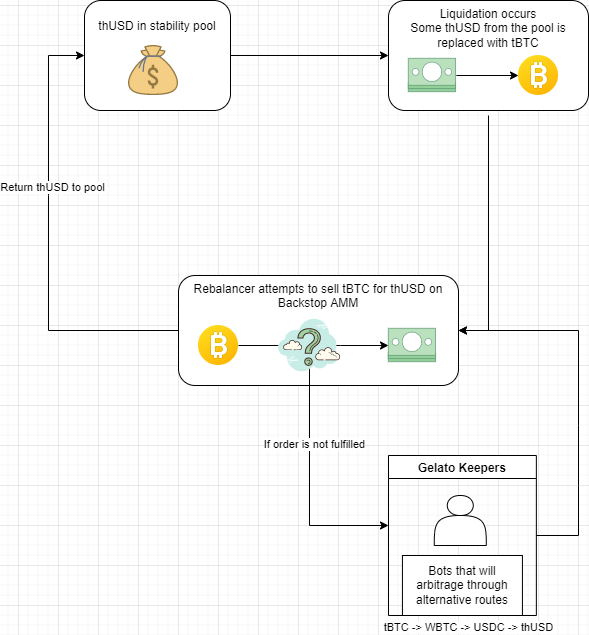 thUSD in stability pool
$
Liquidation occurs
Some thUSD from the pool is
replaced with tBTC
Return thUSD to pool
Rebalancer attempts to sell tBTC for thUSD on
Backstop AMM
?
If order is not fulfilled
Gelato Keepers
Bots that will
arbitrage through
alternative routes
tBTC -> WBTC -> USDC -> thUSD